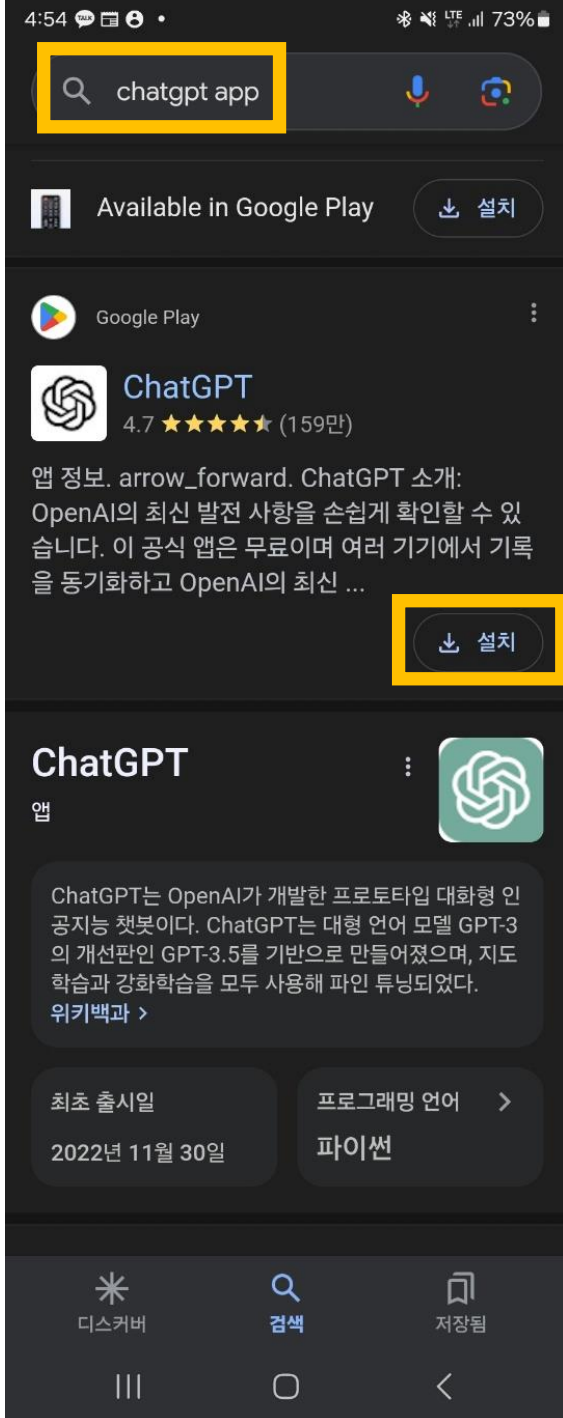 4:54
LTE 73%
chatgpt app
Available in Google Play
설치
Google Play
ChatGPT
4.7 ★★★★★ (159만)
앱 정보. arrow_forward. ChatGPT 소개:
OpenAI의 최신 발전 사항을 손쉽게 확인할 수 있
습니다. 이 공식 앱은 무료이며 여러 기기에서 기록
을 동기화하고 OpenAI의 최신 ...
설치
ChatGPT
앱
ChatGPT는 OpenAI가 개발한 프로토타입 대화형 인
공지능 챗봇이다. ChatGPT는 대형 언어 모델 GPT-3
의 개선판인 GPT-3.5를 기반으로 만들어졌으며, 지도
학습과 강화학습을 모두 사용해 파인 튜닝되었다.
위키백과 >
최초 출시일
2022년 11월 30일
프로그래밍 언어 >
파이썬
디스커버
검색
저장됨